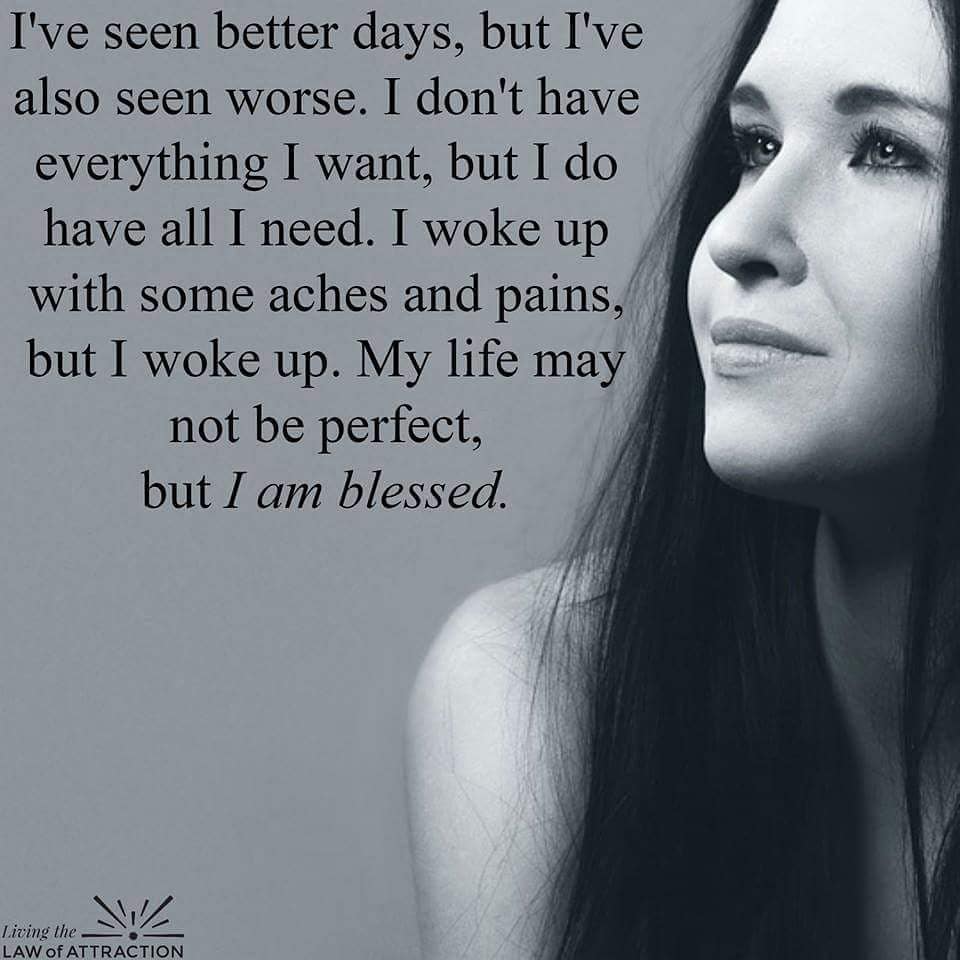 I've seen better days, but I've
also seen worse. I don't have
everything I want, but I do
have all I need. I woke up
with some aches and pains,
but I woke up. My life may
not be perfect,
but I am blessed.
Living the
LAW of ATTRACTION